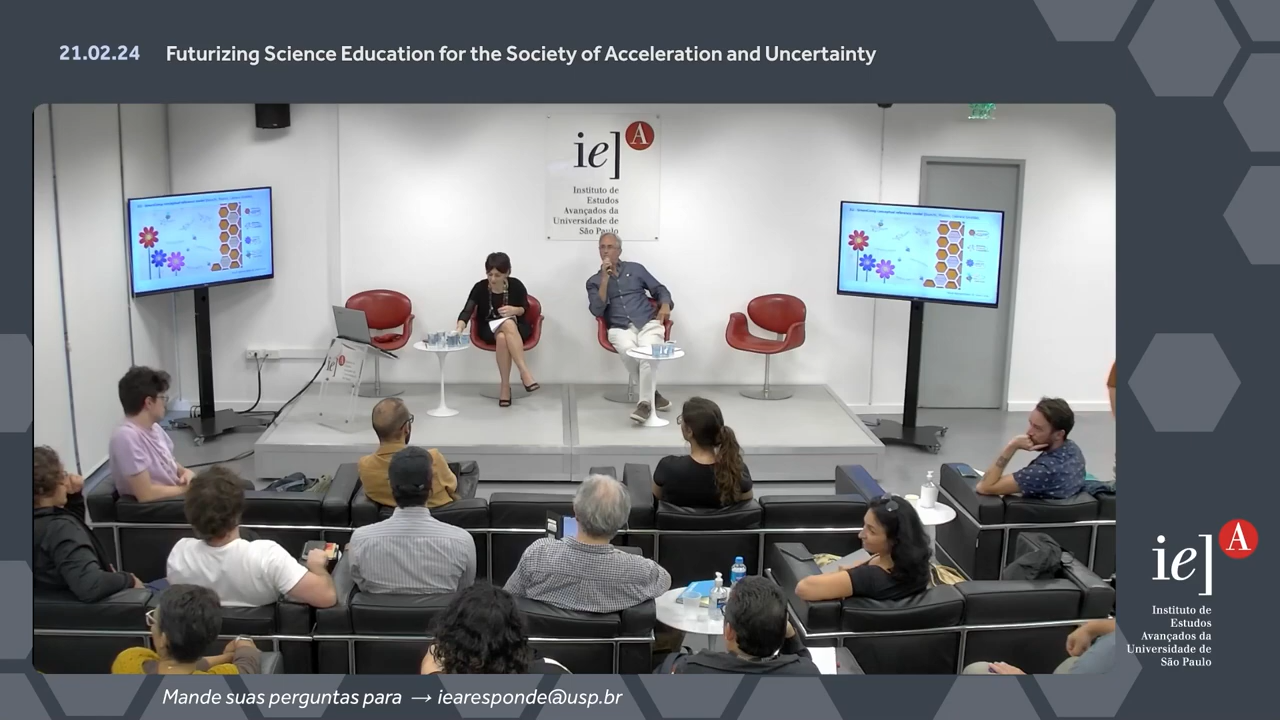 21.02.24 Futurizing Science Education for the Society of Acceleration and Uncertainty
ie] A
Instituto de
Estudos
Avançados da
Universidade de
São Paulo
ie] A
ie] A
Instituto de
Estudos
Avançados da
Universidade de
São Paulo
Mande suas perguntas para → iearesponde@usp.br